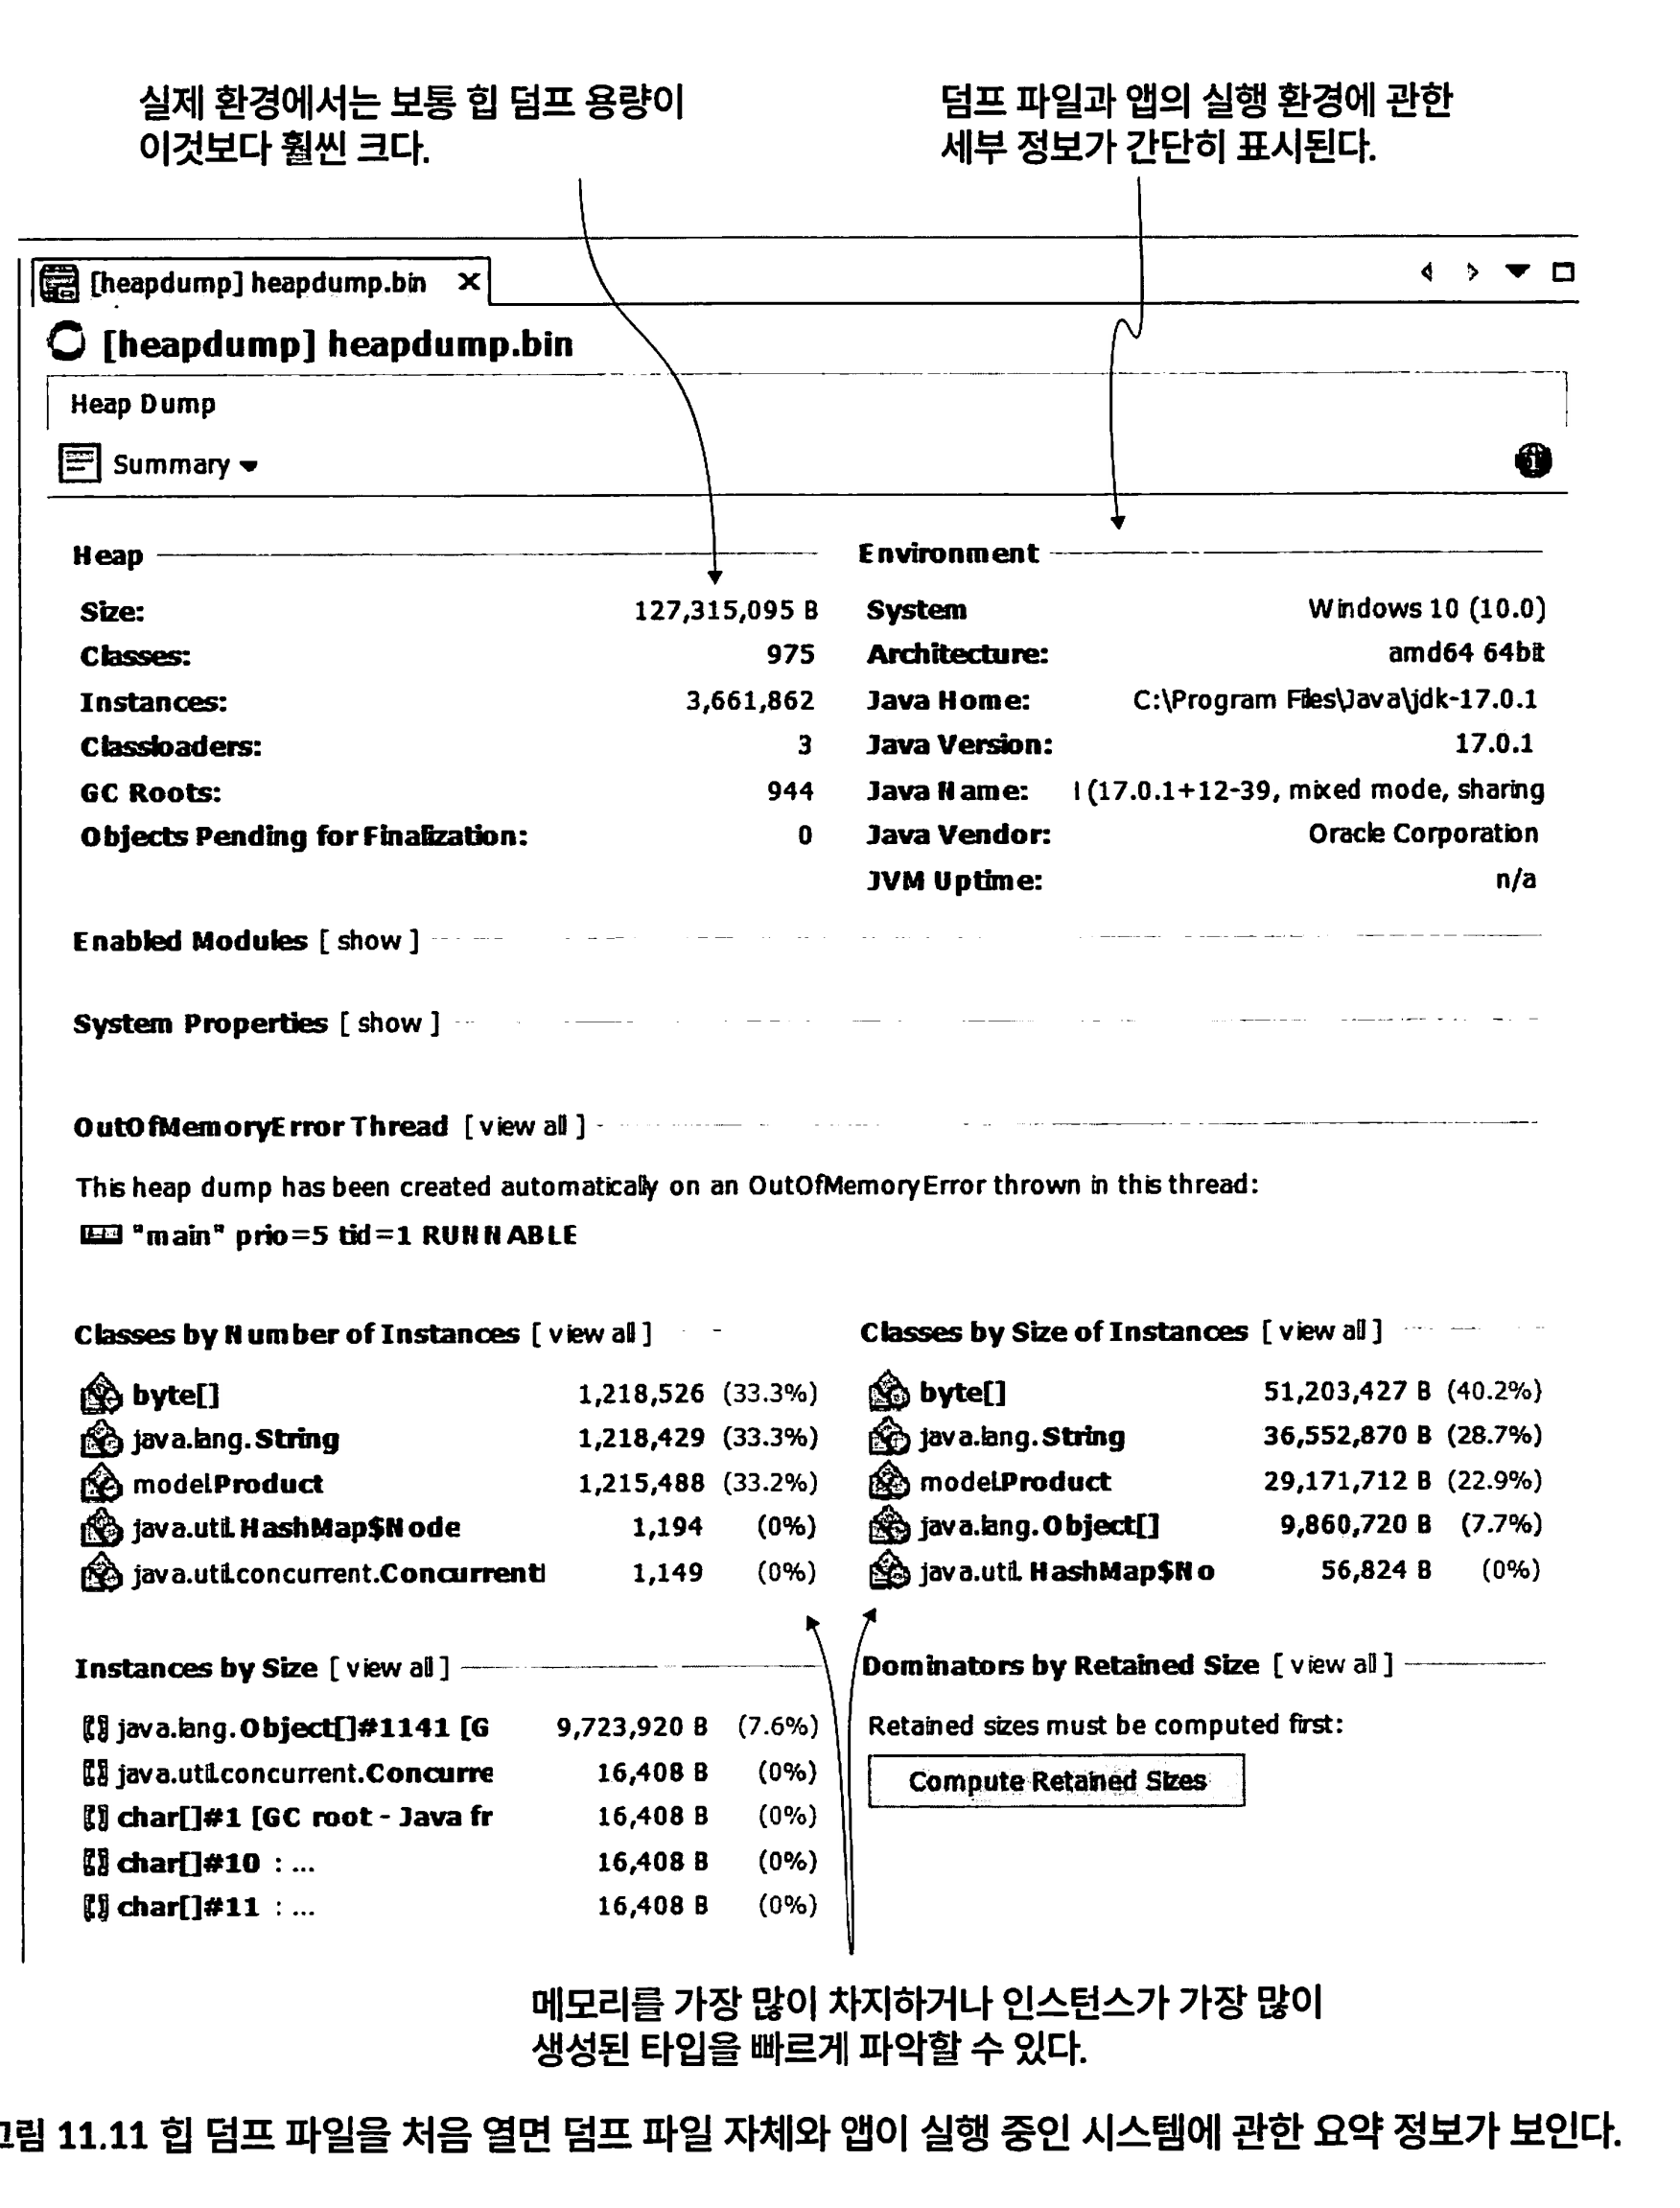 실제 환경에서는 보통 힙 덤프 용량이
이것보다 훨씬 크다.
덤프 파일과 앱의 실행 환경에 관한
세부 정보가 간단히 표시된다.
[heapdump] heapdump.bin
[heapdump] heapdump.bin
Heap Dump
Summary
Heap
Size: 127,315,095 B
Classes: 975
Instances: 3,661,862
Classloaders: 3
GC Roots: 944
Objects Pending for Finalization: 0
Environment
System Windows 10 (10.0)
Architecture: amd64 64bit
Java Home: C:\Program Files\Java\jdk-17.0.1
Java Version: 17.0.1
Java Name: (17.0.1+12-39, mixed mode, sharing
Java Vendor: Oracle Corporation
JVM Uptime: n/a
Enabled Modules [ show ]
System Properties [ show ]
OutOfMemoryError Thread [ view all ]
This heap dump has been created automatically on an OutOfMemoryError thrown in this thread:
"main" prio=5 tid=1 RUNNABLE
Classes by Number of Instances [ view all ]
byte[] 1,218,526 (33.3%)
java.lang.String 1,218,429 (33.3%)
model.Product 1,215,488 (33.2%)
java.util.HashMap$Node 1,194 (0%)
java.util.concurrent.Concurrent 1,149 (0%)
Classes by Size of Instances [ view all ]
byte[] 51,203,427 B (40.2%)
java.lang.String 36,552,870 B (28.7%)
model.Product 29,171,712 B (22.9%)
java.lang.Object[] 9,860,720 B (7.7%)
java.util.HashMap$No 56,824 B (0%)
Instances by Size [ view all ]
java.lang.Object[]#1141 [G 9,723,920 B (7.6%)
java.util.concurrent.Concurre 16,408 B (0%)
char[]#1 [GC root - Java fr 16,408 B (0%)
char[]#10 : ... 16,408 B (0%)
char[]#11 : ... 16,408 B (0%)
Dominators by Retained Size [ view all ]
Retained sizes must be computed first:
Compute Retained Sizes
메모리를 가장 많이 차지하거나 인스턴스가 가장 많이
생성된 타입을 빠르게 파악할 수 있다.
그림 11.11 힙 덤프 파일을 처음 열면 덤프 파일 자체와 앱이 실행 중인 시스템에 관한 요약 정보가 보인다.